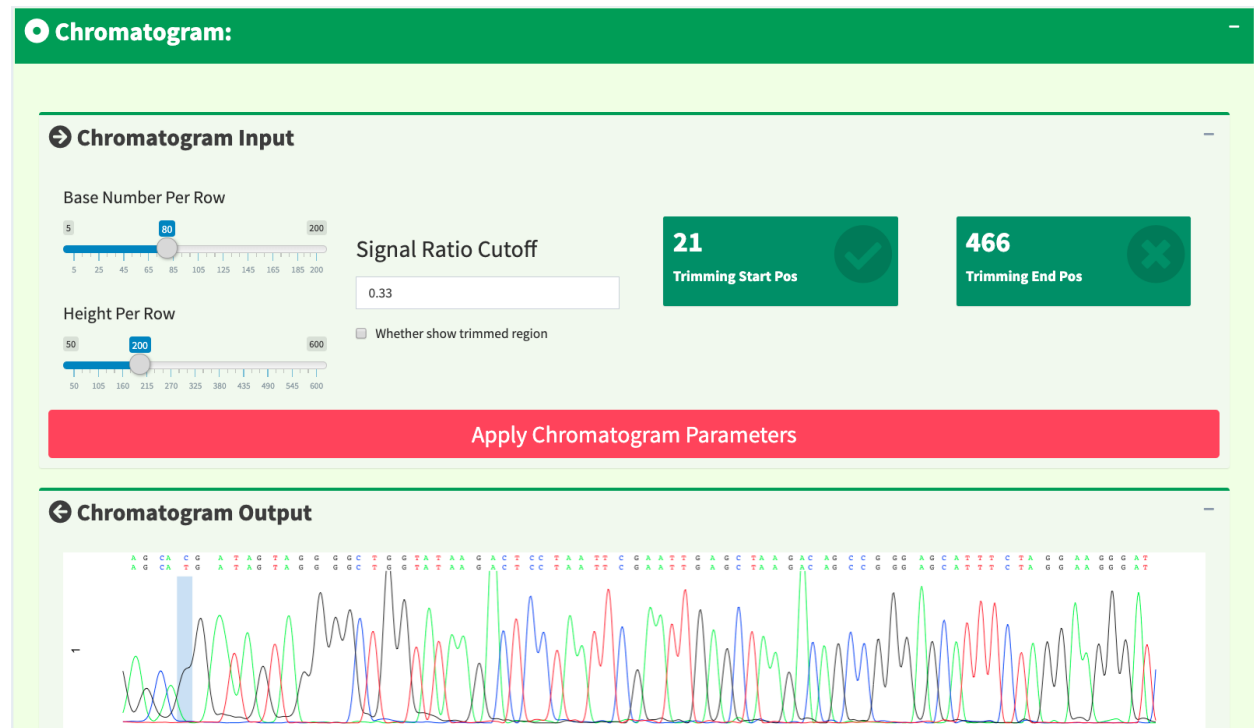 Chromatogram:
Chromatogram Input
Base Number Per Row
5 80 200
5 25 45 65 85 105 125 145 165 185 200
Height Per Row
50 200 600
50 105 160 215 270 325 380 435 490 545 600
Signal Ratio Cutoff
0.33
Whether show trimmed region
21
Trimming Start Pos
466
Trimming End Pos
Apply Chromatogram Parameters
Chromatogram Output
A G CA C G A T A G T A G G G G C T G G T A T A A G A C T C C T A A T T C G A A T T G A G C T A A G A C A G C C G G G A G C A T T T C T A G G A A G G G A T
A G C A T G A T A G T A G G G G C T G G T A T A A G A C T C C T A A T T C G A A T T G A G C T A A G A C A G C C G G G A G C A T T T C T A G G A A G G G A T
1